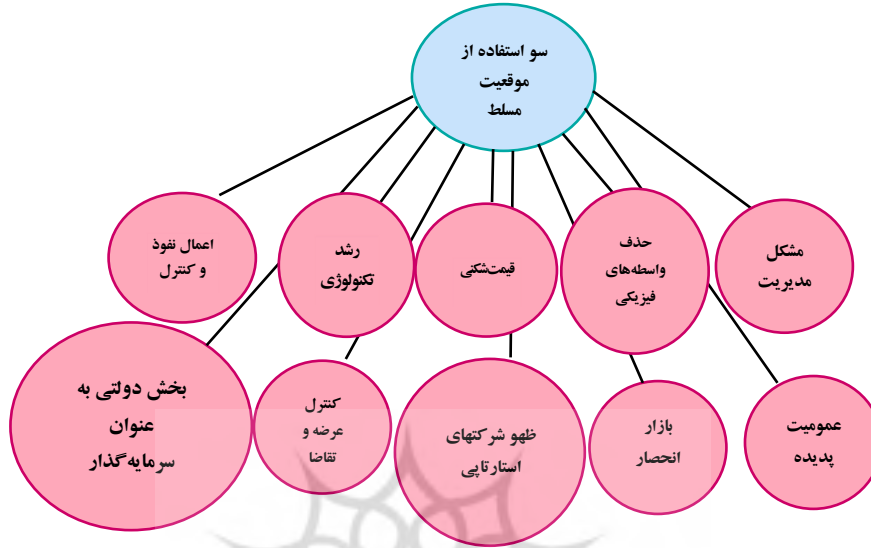 سو استفاده از
موقعیت
مسلط
مشکل
مدیریت
حذف
واسطه‌های
فیزیکی
قیمت‌شکنی
رشد
تکنولوژی
اعمال نفوذ
و کنترل
عمومیت
پدیده
بازار
انحصار
ظهو شرکتهای
استارتاپی
کنترل
عرضه و
تقاضا
بخش دولتی به
عنوان
سرمایه‌گذار